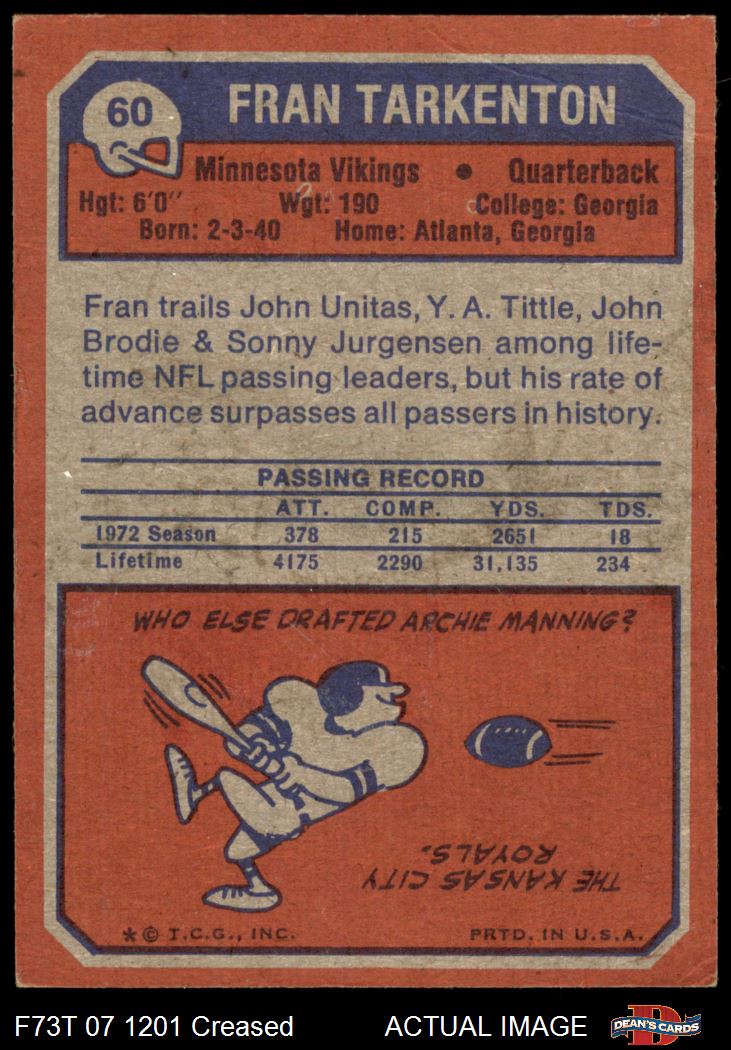 60
FRAN TARKENTON
Minnesota Vikings • Quarterback
Hgt: 6'0" Wgt: 190 College: Georgia
Born: 2-3-40 Home: Atlanta, Georgia
Fran trails John Unitas, Y. A. Tittle, John
Brodie & Sonny Jurgensen among life-
time NFL passing leaders, but his rate of
advance surpasses all passers in history.
PASSING RECORD
ATT. COMP. YDS. TDS.
1972 Season 378 215 2651 18
Lifetime 4175 2290 31,135 234
WHO ELSE DRAFTED ARCHIE MANNING?
THE KANSAS CITY
ROYALS.
* © T.C.G., INC. PRTD. IN U.S.A.
F73T 07 1201 Creased ACTUAL IMAGE
D
DEAN'S CARDS